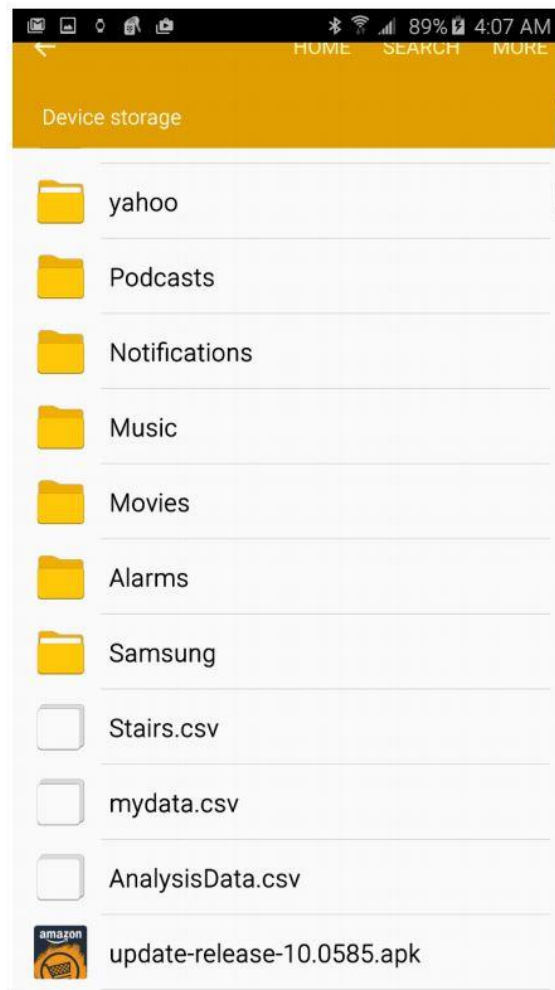 89% 4:07 AM
HOME SEARCH MORE
Device storage
yahoo
Podcasts
Notifications
Music
Movies
Alarms
Samsung
Stairs.csv
mydata.csv
AnalysisData.csv
amazon
update-release-10.0585.apk